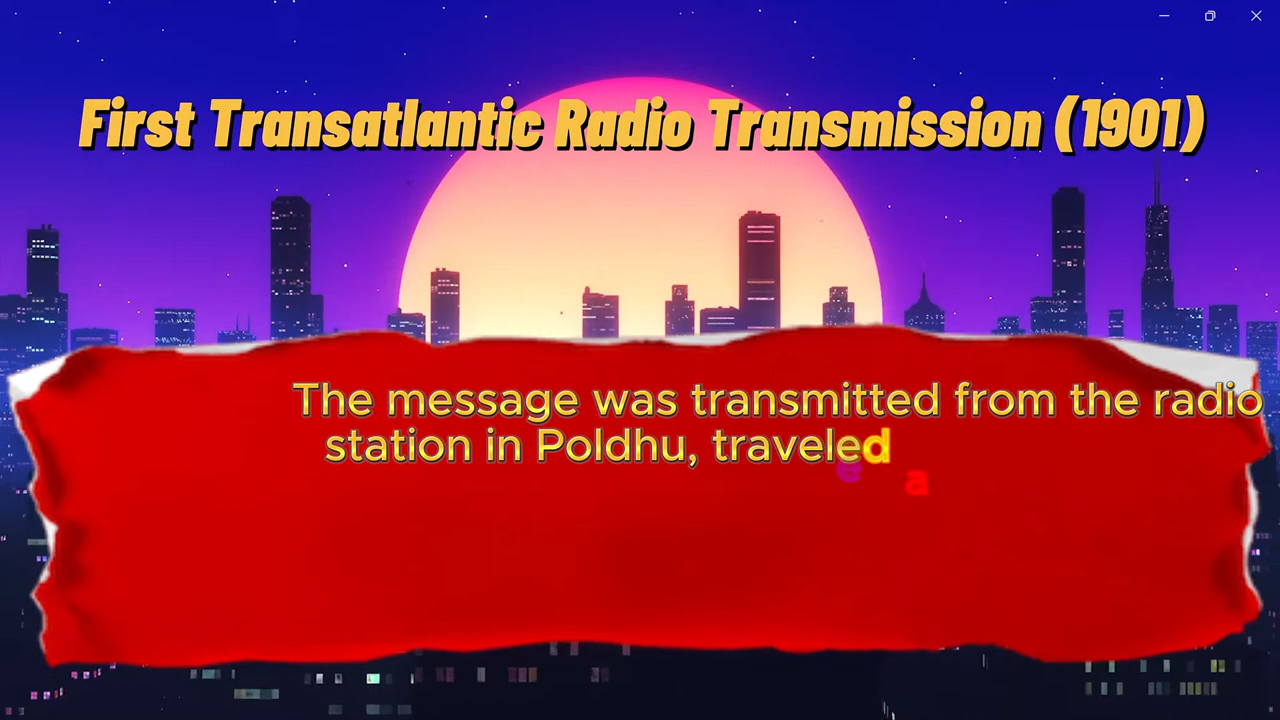 First Transatlantic Radio Transmission (1901)
The message was transmitted from the radio
station in Poldhu, traveled a